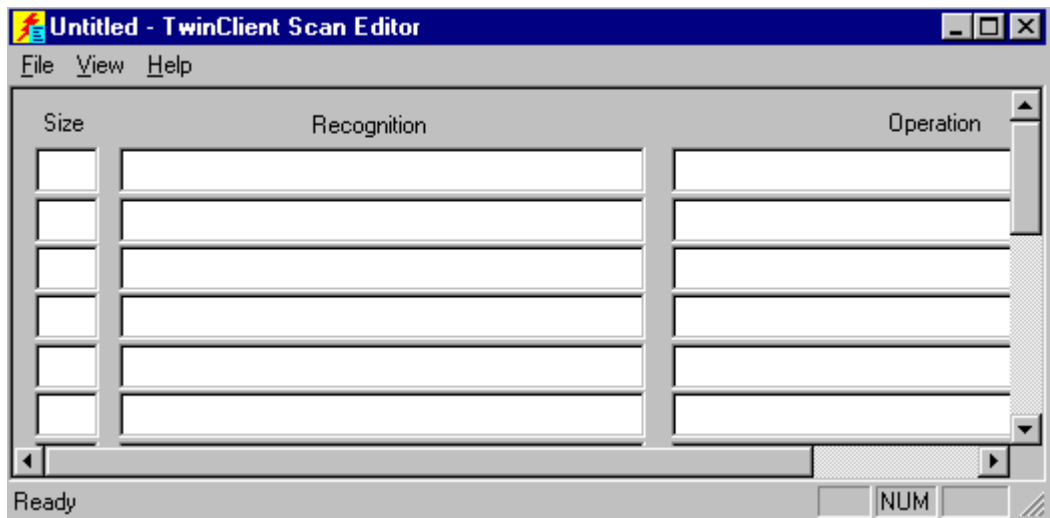 Untitled - TwinClient Scan Editor
File View Help
Size Recognition Operation
Ready NUM